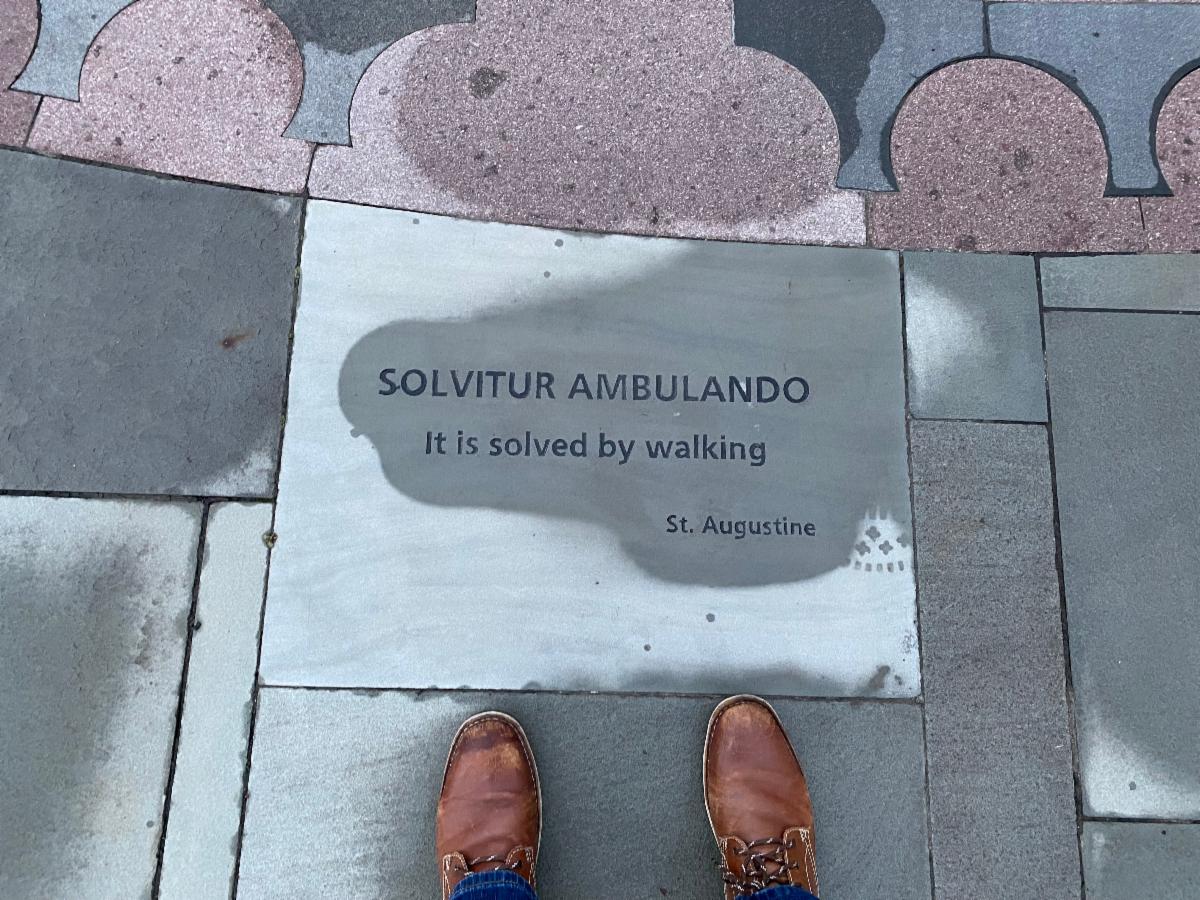 SOLVITUR AMBULANDO
It is solved by walking
St. Augustine